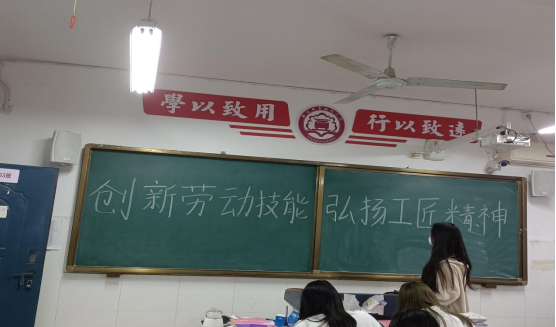 學以致用
行以致遠
创新劳动技能 弘扬工匠精神